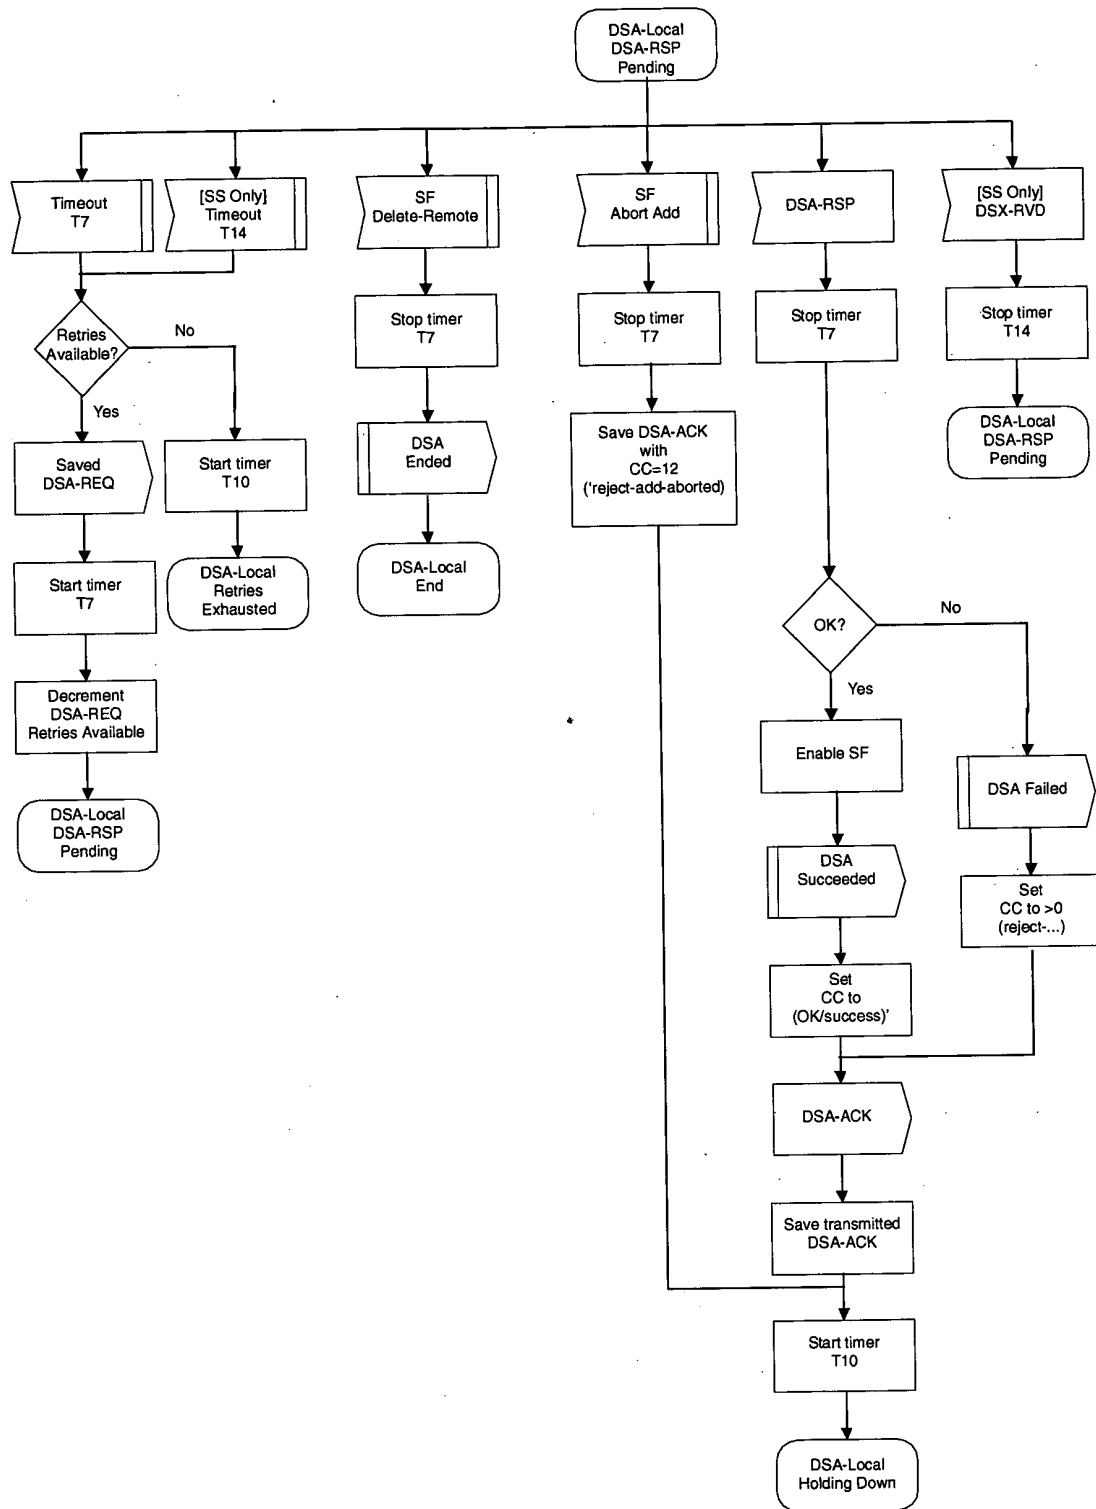 DSA-Local
DSA-RSP
Pending
Timeout
T7
[SS Only]
Timeout
T14
SF
Delete-Remote
SF
Abort Add
DSA-RSP
[SS Only]
DSX-RVD
Retries
Available?
No
Yes
Stop timer
T7
Stop timer
T7
Stop timer
T7
Stop timer
T14
Saved
DSA-REQ
Start timer
T10
DSA
Ended
Save DSA-ACK
with
CC=12
('reject-add-aborted)
DSA-Local
DSA-RSP
Pending
Start timer
T7
DSA-Local
Retries
Exhausted
DSA-Local
End
OK?
No
Yes
Decrement
DSA-REQ
Retries Available
Enable SF
DSA Failed
DSA-Local
DSA-RSP
Pending
DSA
Succeeded
Set
CC to >0
(reject-...)
Set
CC to
(OK/success)'
DSA-ACK
Save transmitted
DSA-ACK
Start timer
T10
DSA-Local
Holding Down